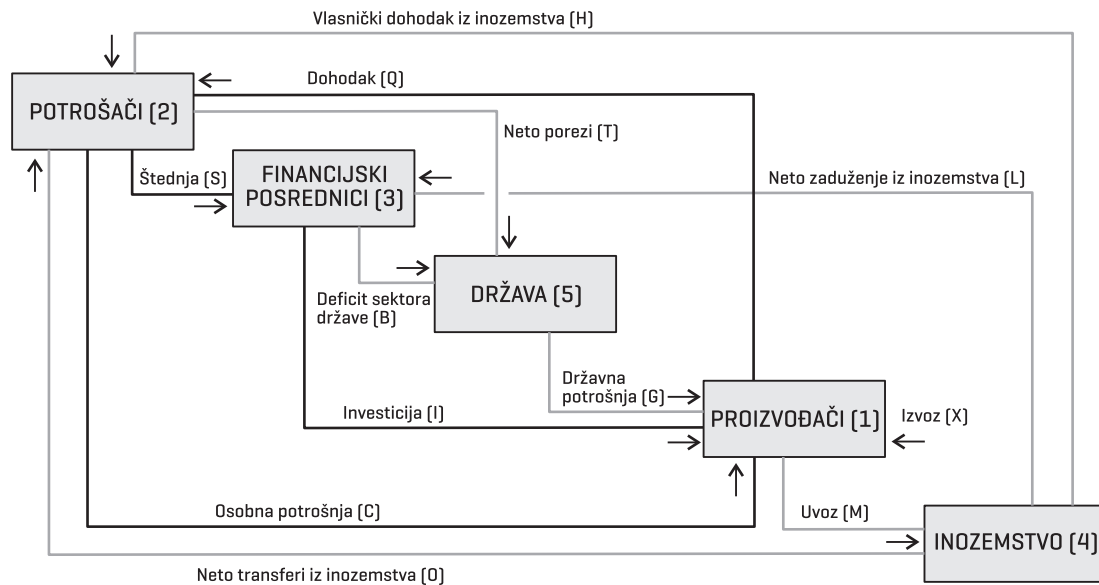 Vlasnički dohodak iz inozemstva (H)
Dohodak (Q)
POTROŠAČI (2)
Neto porezi (T)
Štednja (S)
FINANCIJSKI
POSREDNICI (3)
Neto zaduženje iz inozemstva (L)
DRŽAVA (5)
Deficit sektora
države (B)
Državna
potrošnja (G)
Investicija (I)
PROIZVOĐAČI (1)
Izvoz (X)
Osobna potrošnja (C)
Uvoz (M)
INOZEMSTVO (4)
Neto transferi iz inozemstva (O)